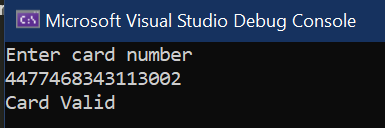 Microsoft Visual Studio Debug Console
Enter card number
4477468343113002
Card Valid